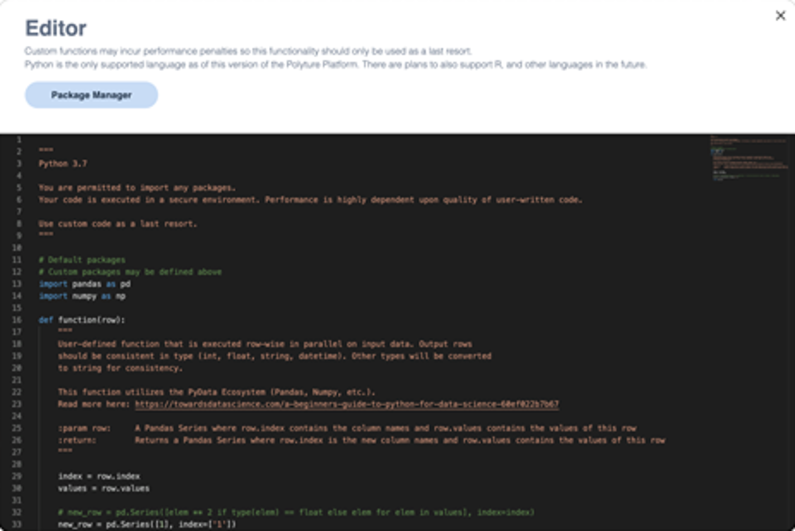 Editor
Custom functions may incur performance penalties so this functionality should only be used as a last resort.
Python is the only supported language as of this version of the Polyture Platform. There are plans to also support R, and other languages in the future.
Package Manager
1
2 """
3 Python 3.7
4
5 You are permitted to import any packages.
6 Your code is executed in a secure environment. Performance is highly dependent upon quality of user-written code.
7
8 Use custom code as a last resort.
9 """
10
11 # Default packages
12 # Custom packages may be defined above
13 import pandas as pd
14 import numpy as np
15
16 def function(row):
17 """
18 User-defined function that is executed row-wise in parallel on input data. Output rows
19 should be consistent in type (int, float, string, datetime). Other types will be converted
20 to string for consistency.
21
22 This function utilizes the PyData Ecosystem (Pandas, Numpy, etc.).
23 Read more here: https://towardsdatascience.com/a-beginners-guide-to-python-for-data-science-60ef022b7b67
24
25 :param row: A Pandas Series where row.index contains the column names and row.values contains the values of this row
26 :return: Returns a Pandas Series where row.index is the new column names and row.values contains the values of this row
27 """
28
29 index = row.index
30 values = row.values
31
32 # new_row = pd.Series([elem ** 2 if type(elem) == float else elem for elem in values], index=index)
33 new_row = pd.Series([1], index=['1'])